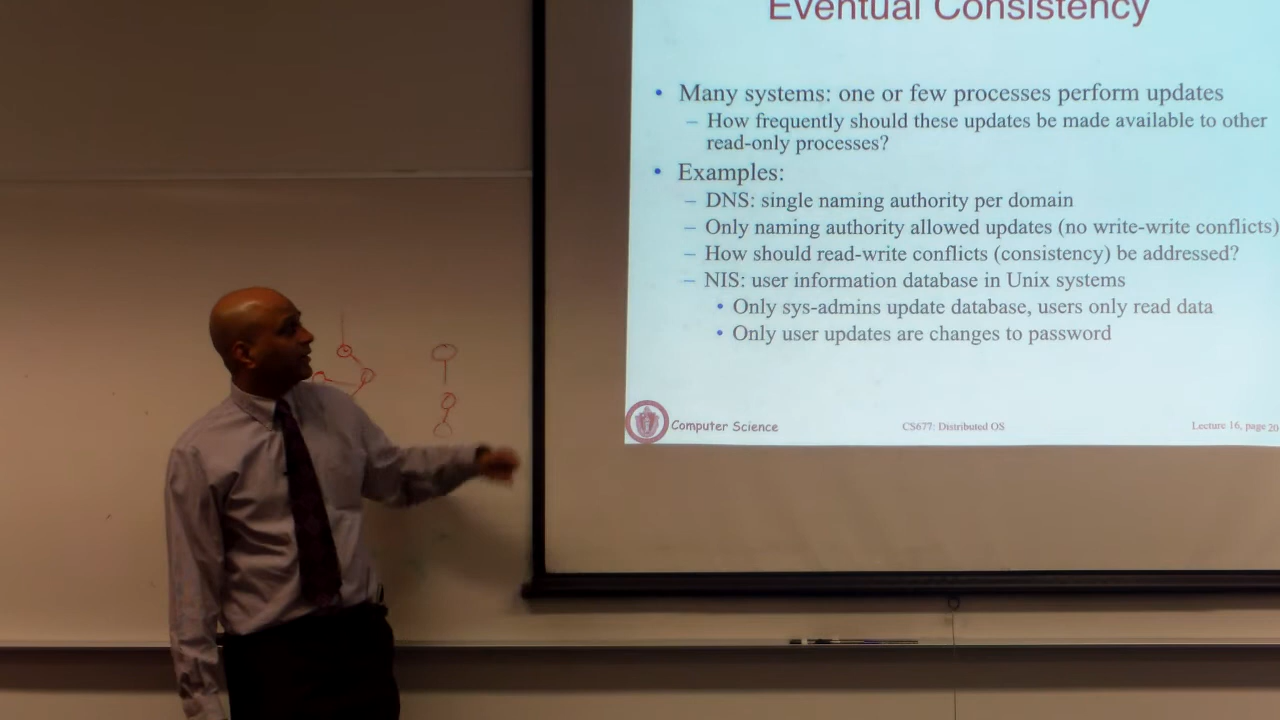 Eventual Consistency
• Many systems: one or few processes perform updates
– How frequently should these updates be made available to other
read-only processes?
• Examples:
– DNS: single naming authority per domain
– Only naming authority allowed updates (no write-write conflicts)
– How should read-write conflicts (consistency) be addressed?
– NIS: user information database in Unix systems
• Only sys-admins update database, users only read data
• Only user updates are changes to password
Computer Science CS677: Distributed OS Lecture 16, page 20